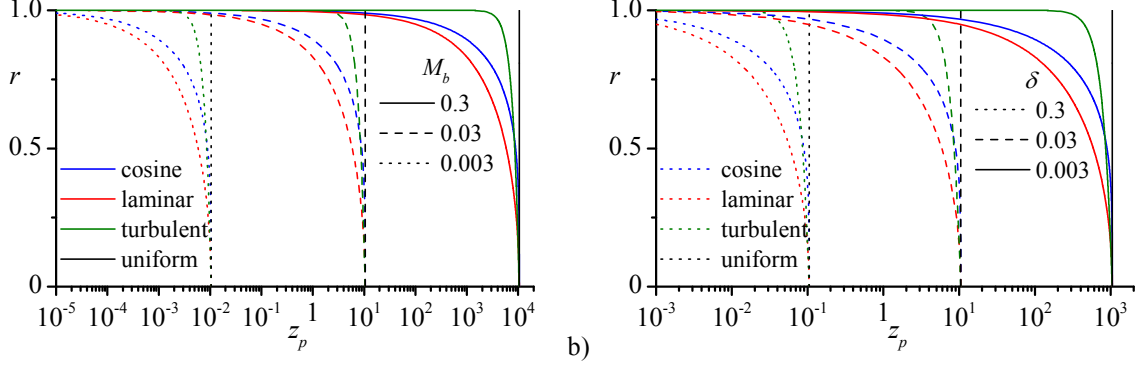 1.0
r
0.5
0
M_b
0.3
0.03
0.003
cosine
laminar
turbulent
uniform
10^-5 10^-4 10^-3 10^-2 10^-1 1 10^1 10^2 10^3 10^4
z_p
b)
1.0
r
0.5
0
δ
0.3
0.03
0.003
cosine
laminar
turbulent
uniform
10^-3 10^-2 10^-1 1 10^1 10^2 10^3
z_p